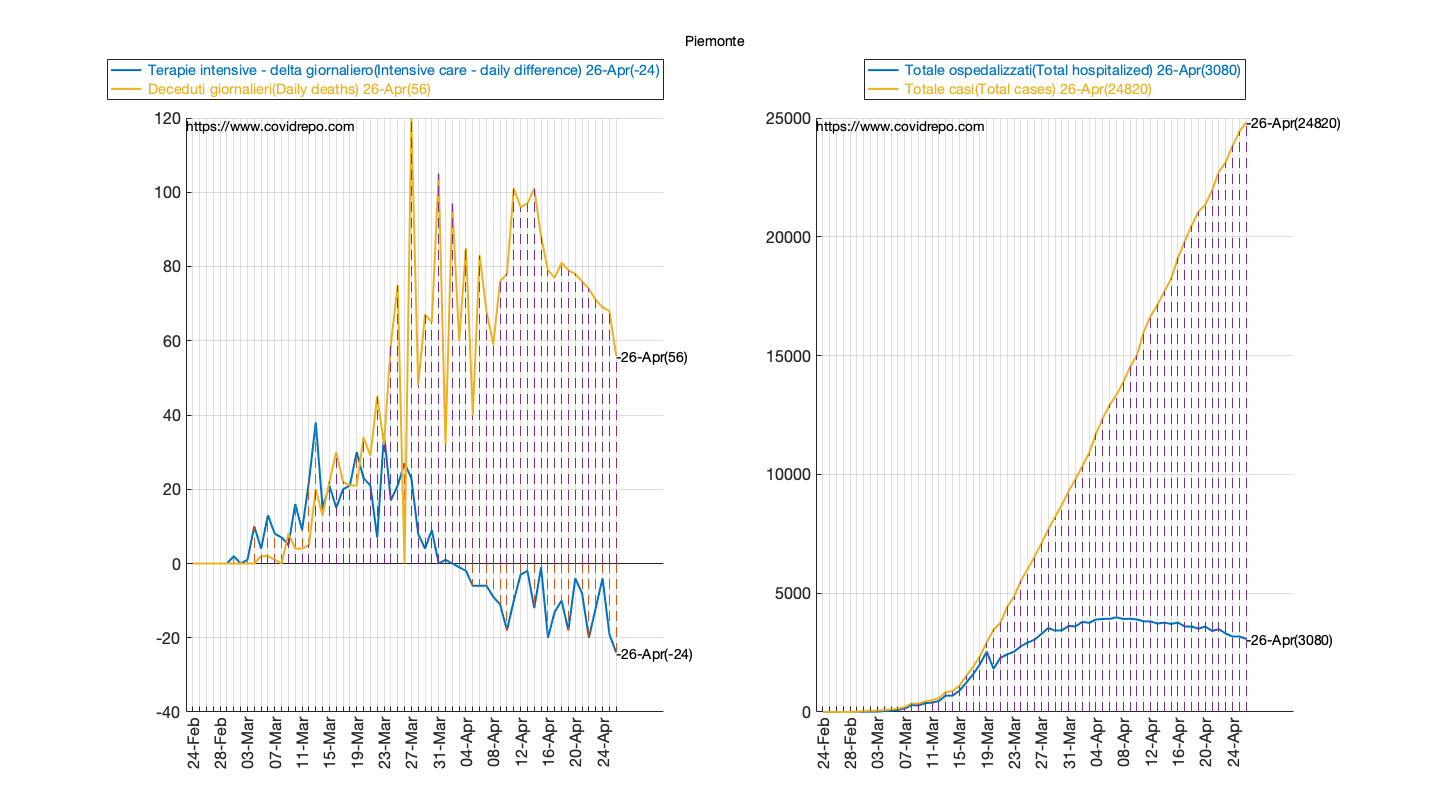 Piemonte
Terapie intensive - delta giornaliero(Intensive care - daily difference) 26-Apr(-24)
Deceduti giornalieri(Daily deaths) 26-Apr(56)
https://www.covidrepo.com
120
100
80
60
40
20
0
-20
-40
-26-Apr(56)
-26-Apr(-24)
24-Feb
28-Feb
03-Mar
07-Mar
11-Mar
15-Mar
19-Mar
23-Mar
27-Mar
31-Mar
04-Apr
08-Apr
12-Apr
16-Apr
20-Apr
24-Apr
Totale ospedalizzati(Total hospitalized) 26-Apr(3080)
Totale casi(Total cases) 26-Apr(24820)
https://www.covidrepo.com
25000
20000
15000
10000
5000
0
-26-Apr(24820)
-26-Apr(3080)
24-Feb
28-Feb
03-Mar
07-Mar
11-Mar
15-Mar
19-Mar
23-Mar
27-Mar
31-Mar
04-Apr
08-Apr
12-Apr
16-Apr
20-Apr
24-Apr